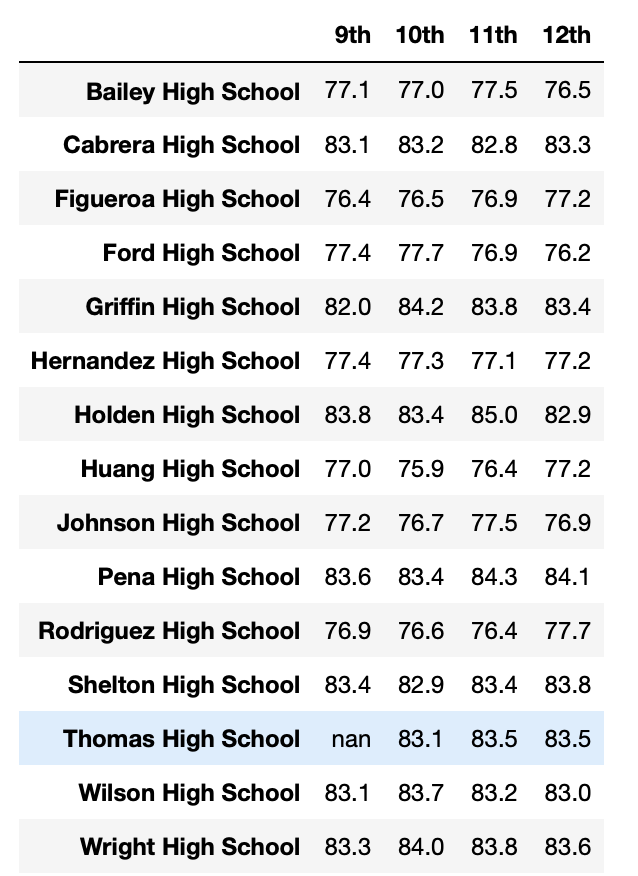 9th 10th 11th 12th
Bailey High School 77.1 77.0 77.5 76.5
Cabrera High School 83.1 83.2 82.8 83.3
Figueroa High School 76.4 76.5 76.9 77.2
Ford High School 77.4 77.7 76.9 76.2
Griffin High School 82.0 84.2 83.8 83.4
Hernandez High School 77.4 77.3 77.1 77.2
Holden High School 83.8 83.4 85.0 82.9
Huang High School 77.0 75.9 76.4 77.2
Johnson High School 77.2 76.7 77.5 76.9
Pena High School 83.6 83.4 84.3 84.1
Rodriguez High School 76.9 76.6 76.4 77.7
Shelton High School 83.4 82.9 83.4 83.8
Thomas High School nan 83.1 83.5 83.5
Wilson High School 83.1 83.7 83.2 83.0
Wright High School 83.3 84.0 83.8 83.6